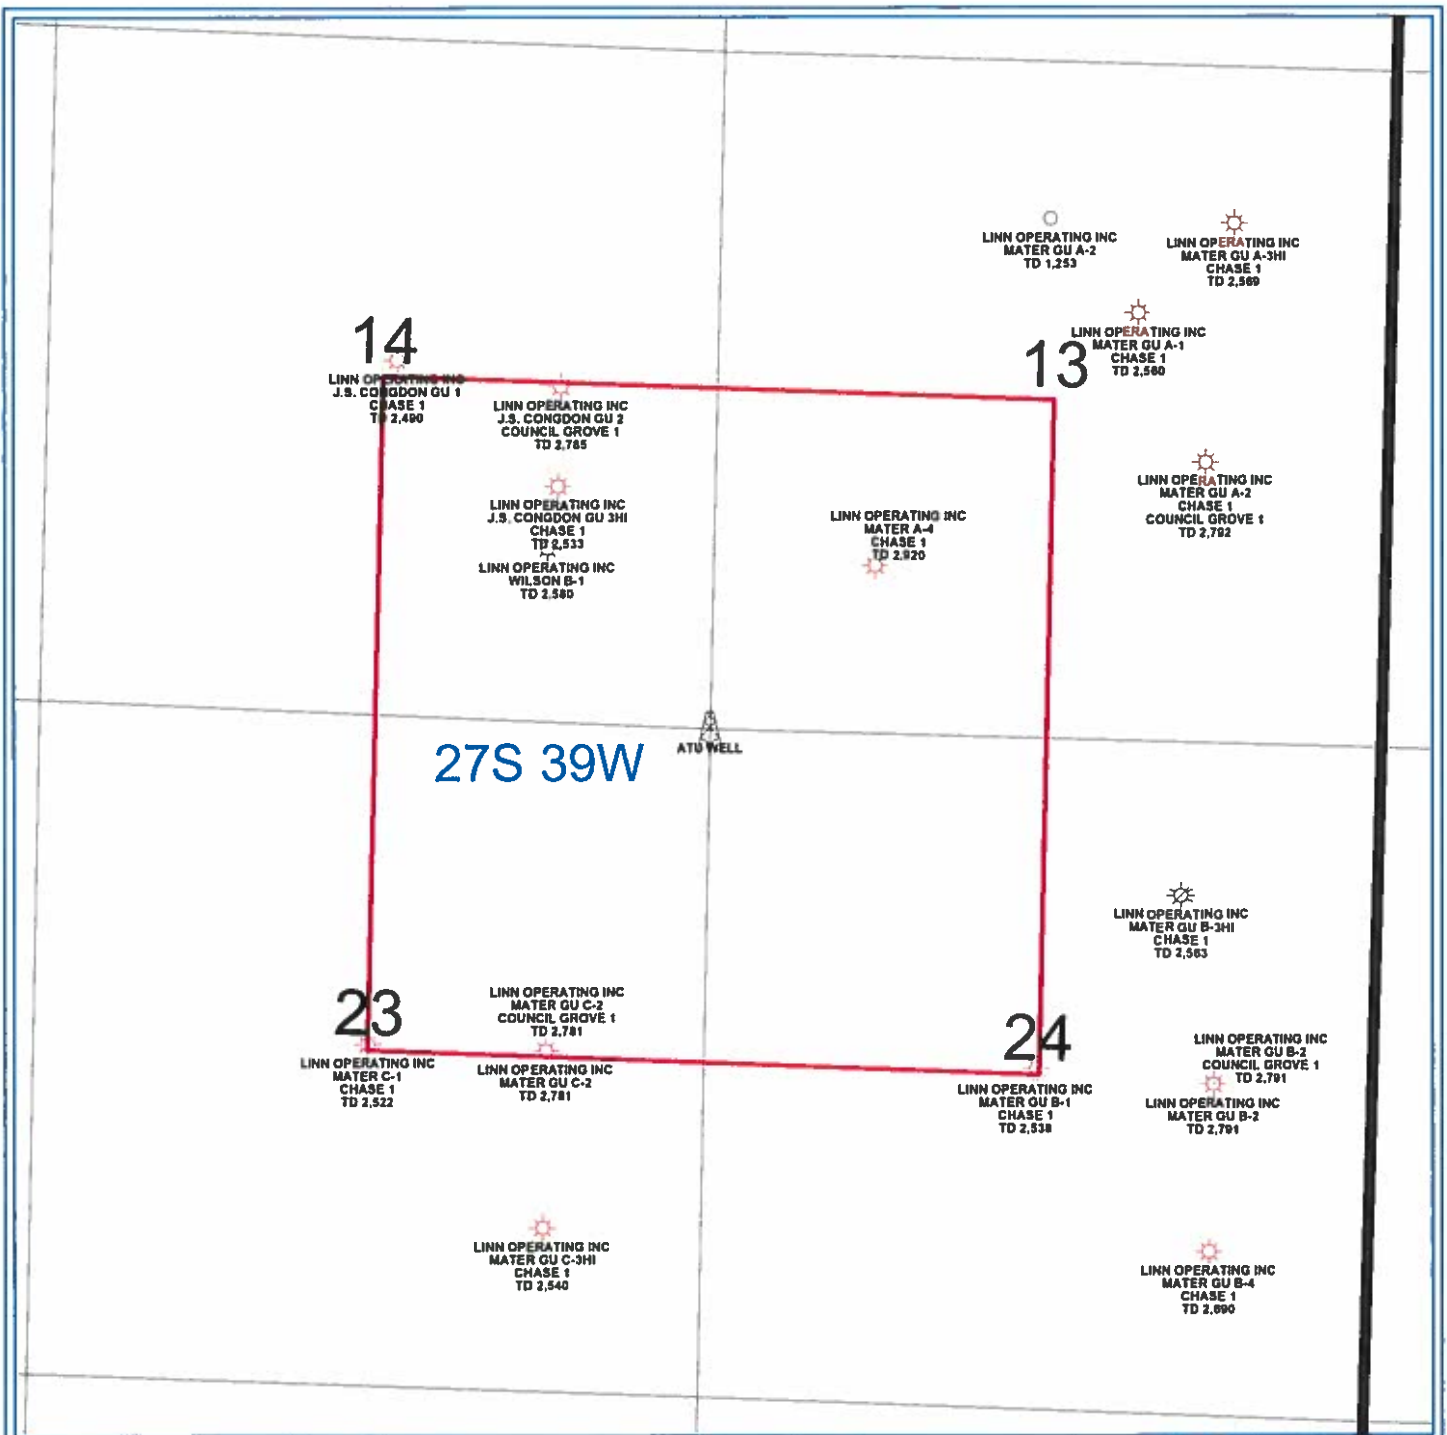 LINN OPERATING INC
MATER GU A-2
TD 1,253
LINN OPERATING INC
MATER GU A-3HI
CHASE 1
TD 2,569
14
LINN OPERATING INC
J.S. CONGDON GU 1
CHASE 1
TD 2,490
LINN OPERATING INC
J.S. CONGDON GU 2
COUNCIL GROVE 1
TD 2,785
13
LINN OPERATING INC
MATER GU A-1
CHASE 1
TD 2,560
LINN OPERATING INC
J.S. CONGDON GU 3HI
CHASE 1
TD 2,533
LINN OPERATING INC
WILSON B-1
TD 2,580
LINN OPERATING INC
MATER A-4
CHASE 1
TD 2,920
LINN OPERATING INC
MATER GU A-2
CHASE 1
COUNCIL GROVE 1
TD 2,792
27S 39W
ATU WELL
LINN OPERATING INC
MATER GU B-3HI
CHASE 1
TD 2,563
23
LINN OPERATING INC
MATER C-1
CHASE 1
TD 2,522
LINN OPERATING INC
MATER GU C-2
COUNCIL GROVE 1
TD 2,781
LINN OPERATING INC
MATER GU C-2
TD 2,781
24
LINN OPERATING INC
MATER GU B-1
CHASE 1
TD 2,538
LINN OPERATING INC
MATER GU B-2
COUNCIL GROVE 1
TD 2,791
LINN OPERATING INC
MATER GU B-2
TD 2,791
LINN OPERATING INC
MATER GU C-3HI
CHASE 1
TD 2,540
LINN OPERATING INC
MATER GU B-4
CHASE 1
TD 2,690